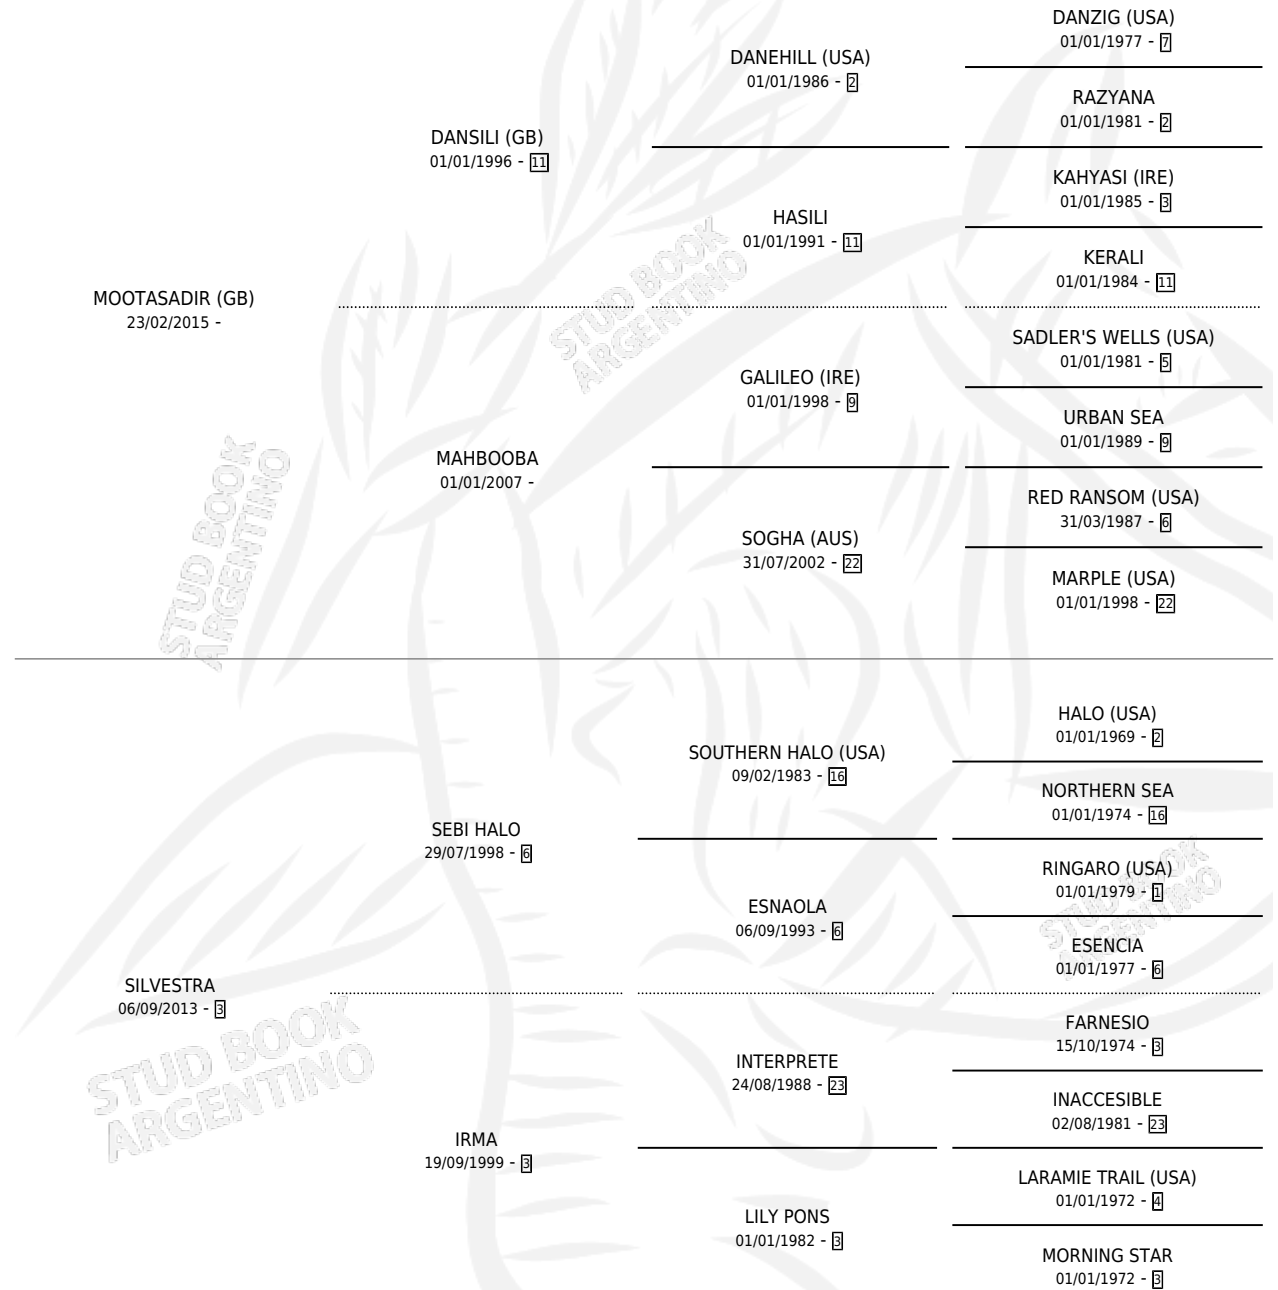 DANZIG (USA)
01/01/1977 - 7
DANEHILL (USA)
01/01/1986 - 2
RAZYANA
01/01/1981 - 2
DANSILI (GB)
01/01/1996 - 11
KAHYASI (IRE)
01/01/1985 - 3
HASILI
01/01/1991 - 11
KERALI
01/01/1984 - 11
MOOTASADIR (GB)
23/02/2015 -
SADLER'S WELLS (USA)
01/01/1981 - 5
GALILEO (IRE)
01/01/1998 - 9
URBAN SEA
01/01/1989 - 9
MAHBOOBA
01/01/2007 -
RED RANSOM (USA)
31/03/1987 - 6
SOGHA (AUS)
31/07/2002 - 22
MARPLE (USA)
01/01/1998 - 22
STUD BOOK
ARGENTINO
STUD BOOK
ARGENTINO
HALO (USA)
01/01/1969 - 2
SOUTHERN HALO (USA)
09/02/1983 - 16
NORTHERN SEA
01/01/1974 - 16
SEBI HALO
29/07/1998 - 6
RINGARO (USA)
01/01/1979 - 1
ESNAOLA
06/09/1993 - 6
ESENCIA
01/01/1977 - 6
SILVESTRA
06/09/2013 - 3
FARNESIO
15/10/1974 - 3
INTERPRETE
24/08/1988 - 23
INACCESIBLE
02/08/1981 - 23
IRMA
19/09/1999 - 3
LARAMIE TRAIL (USA)
01/01/1972 - 4
LILY PONS
01/01/1982 - 3
MORNING STAR
01/01/1972 - 3
STUD BOOK
ARGENTINO
STUD BOOK
ARGENTINO